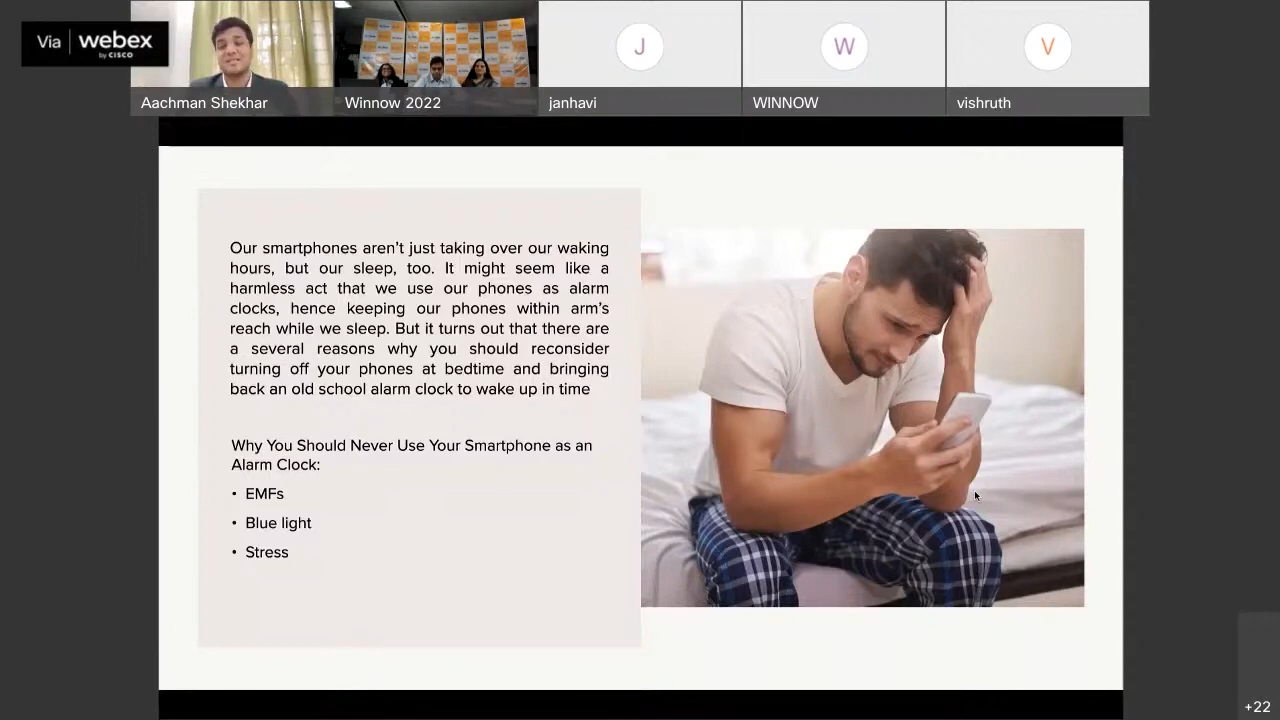 Via webex
by CISCO
Aachman Shekhar
Winnow 2022
J
janhavi
W
WINNOW
V
vishruth
Our smartphones aren't just taking over our waking
hours, but our sleep, too. It might seem like a
harmless act that we use our phones as alarm
clocks, hence keeping our phones within arm's
reach while we sleep. But it turns out that there are
a several reasons why you should reconsider
turning off your phones at bedtime and bringing
back an old school alarm clock to wake up in time
Why You Should Never Use Your Smartphone as an
Alarm Clock:
• EMFs
• Blue light
• Stress
+22